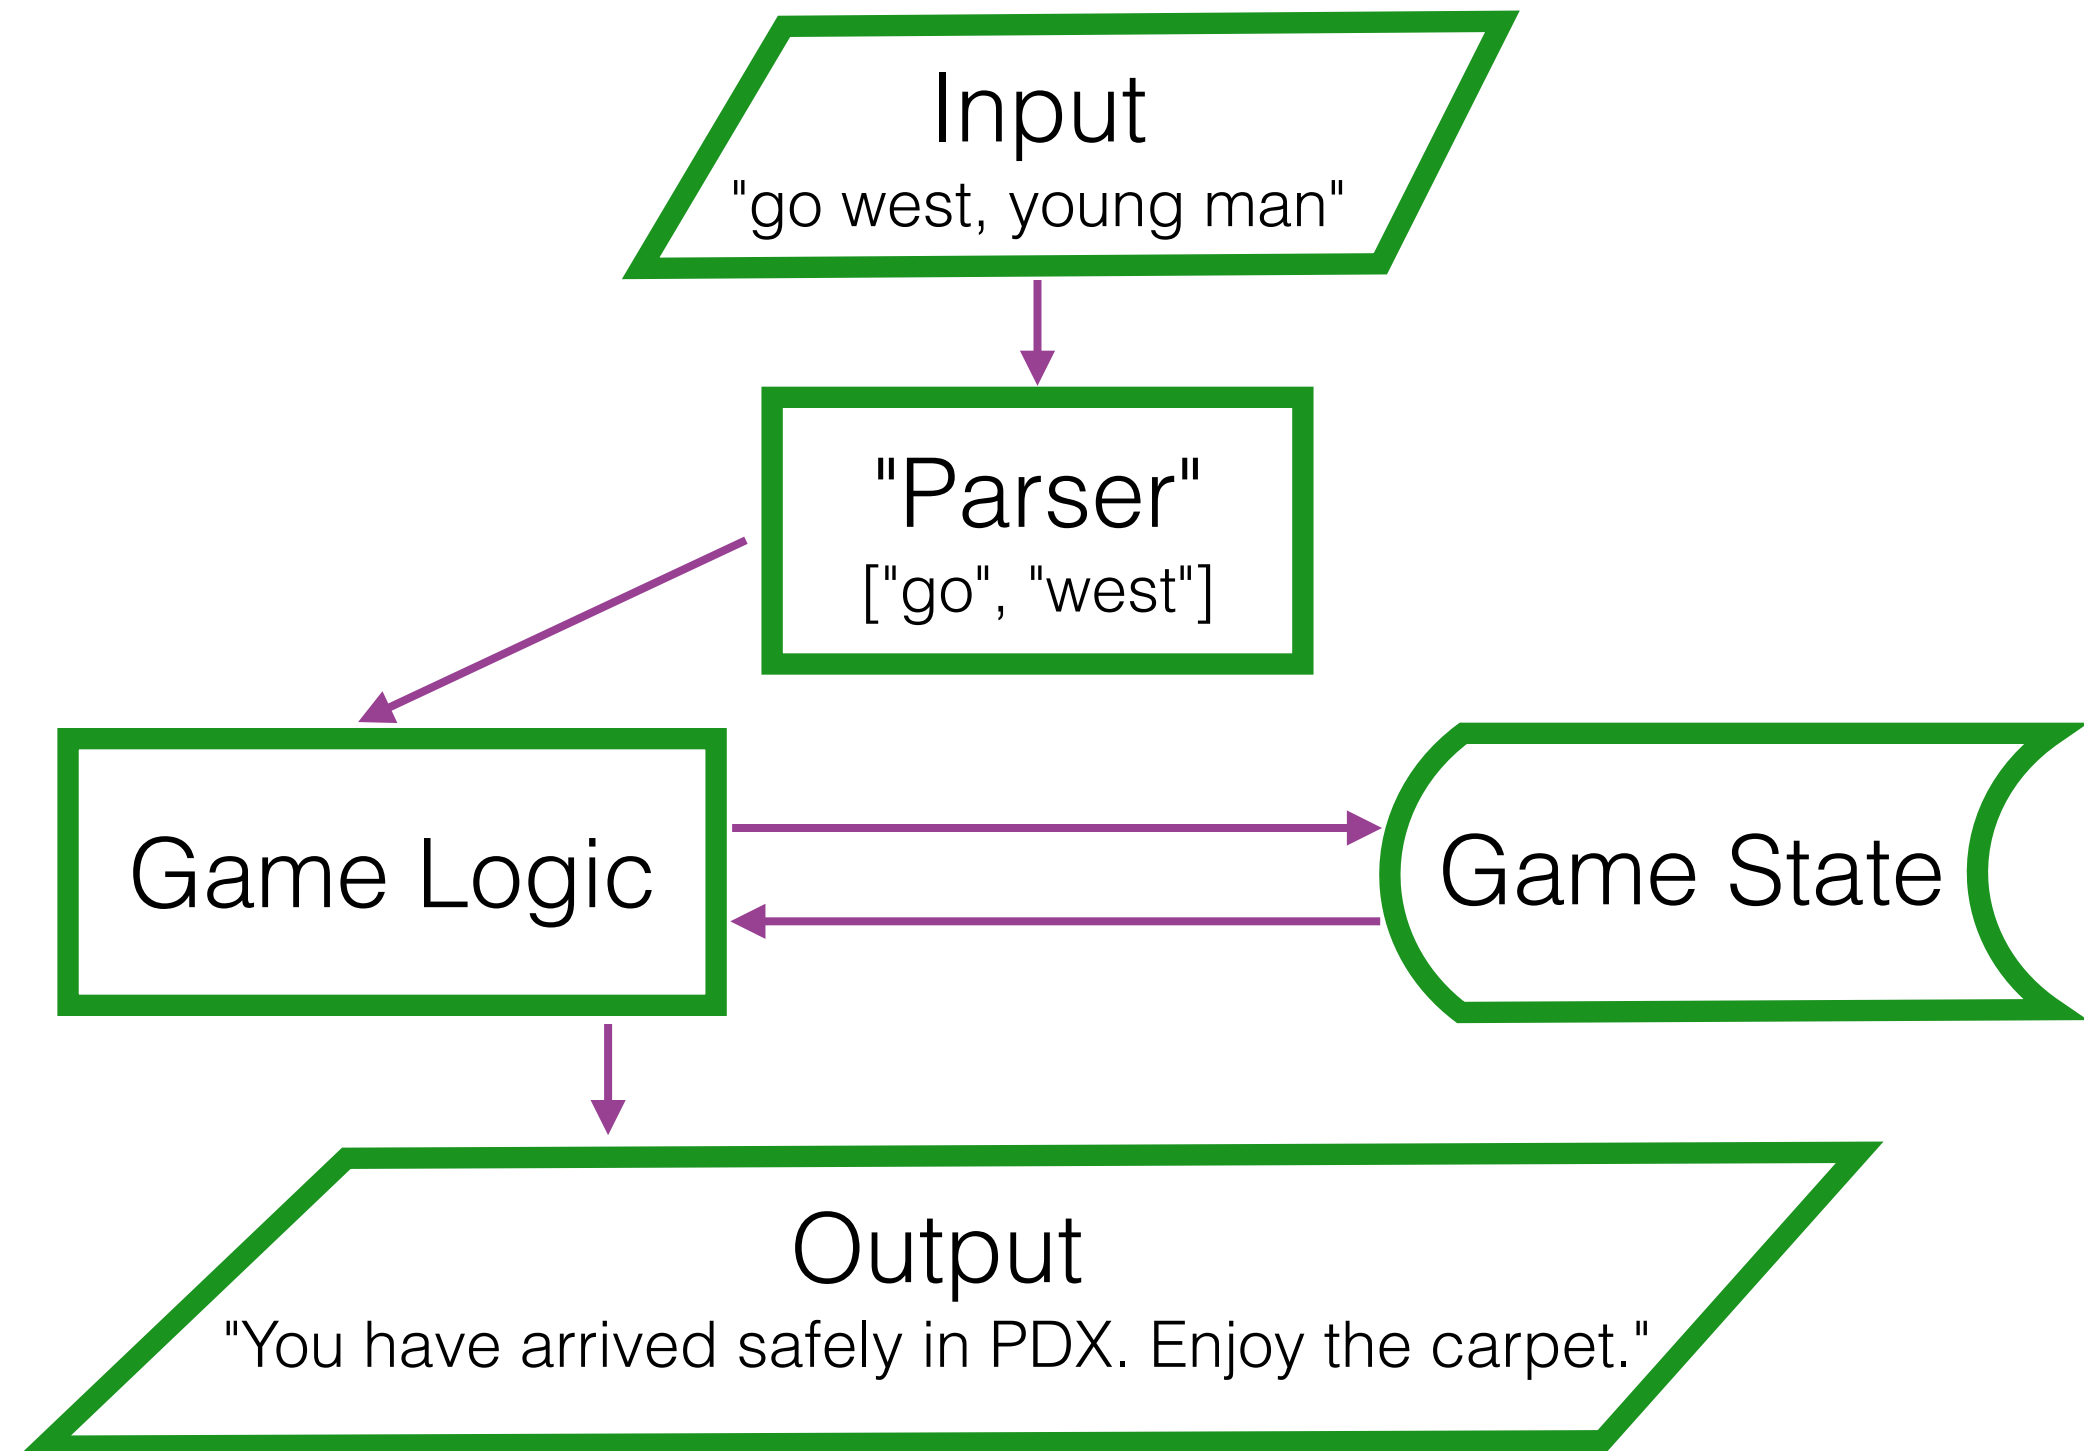 Input
"go west, young man"
"Parser"
["go", "west"]
Game Logic
Game State
Output
"You have arrived safely in PDX. Enjoy the carpet."